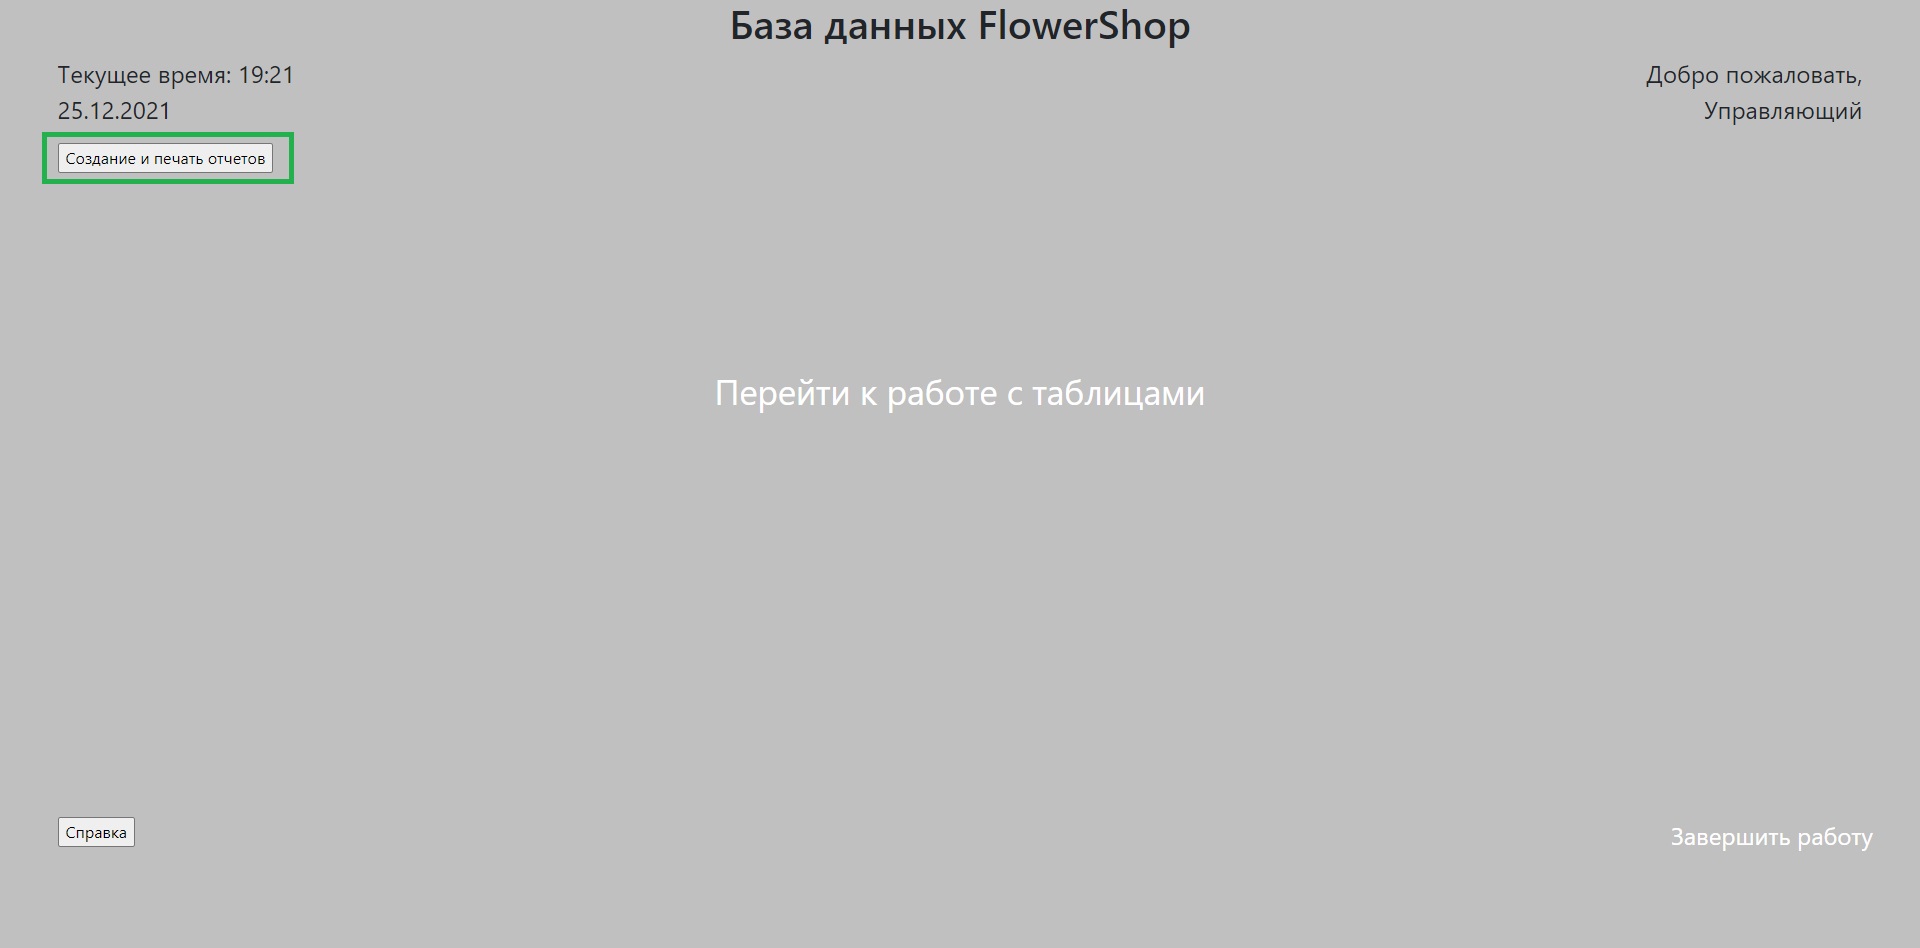 База данных FlowerShop
Текущее время: 19:21
25.12.2021
Добро пожаловать,
Управляющий
Создание и печать отчетов
Перейти к работе с таблицами
Справка
Завершить работу